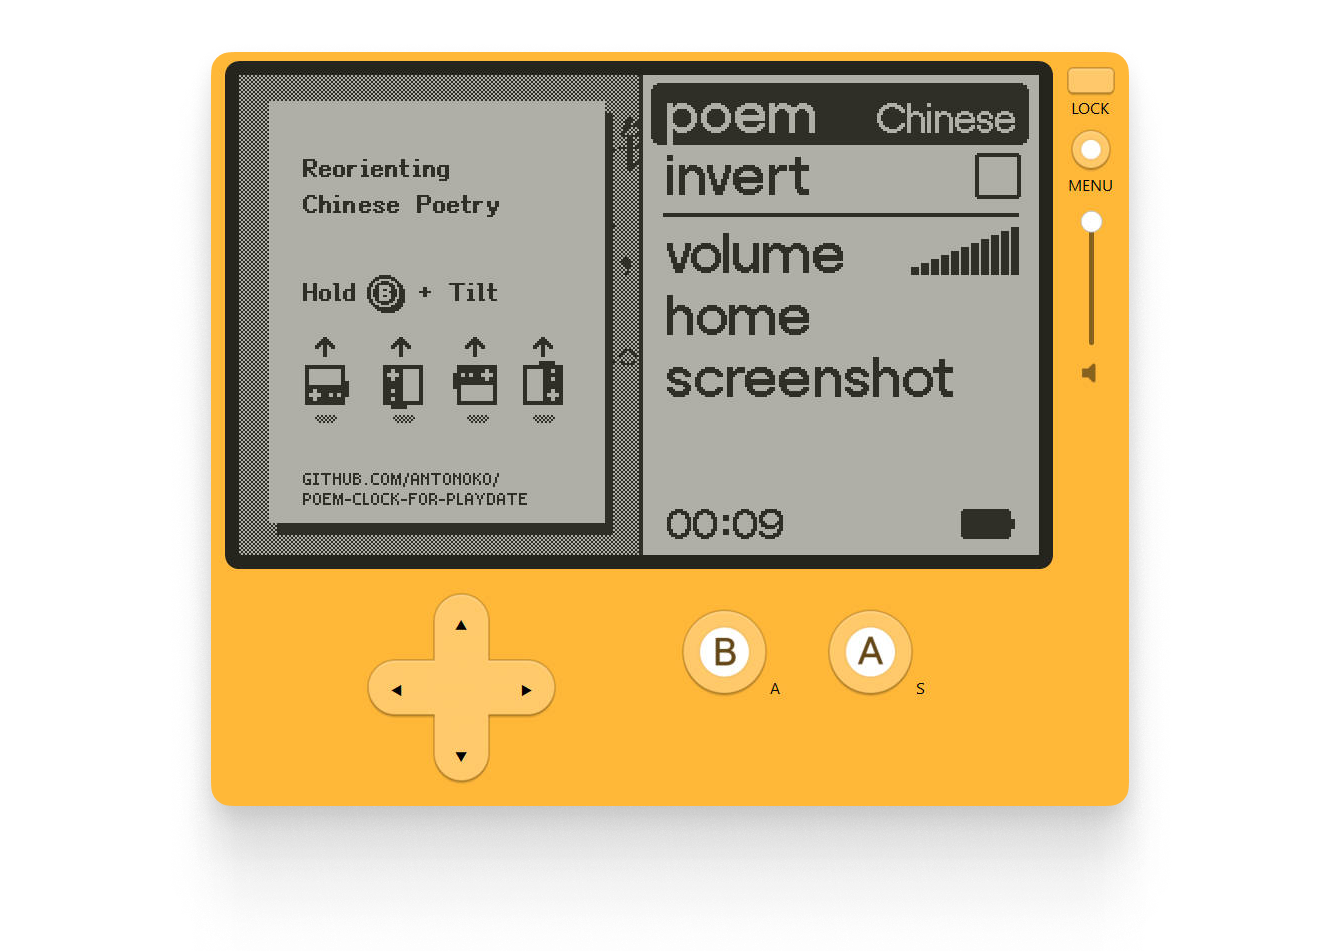 Reorienting
Chinese Poetry
Hold B + Tilt
GITHUB.COM/ANTONOKO/
POEM-CLOCK-FOR-PLAYDATE
poem Chinese
invert
volume
home
screenshot
00:09
LOCK
MENU
B A
A S